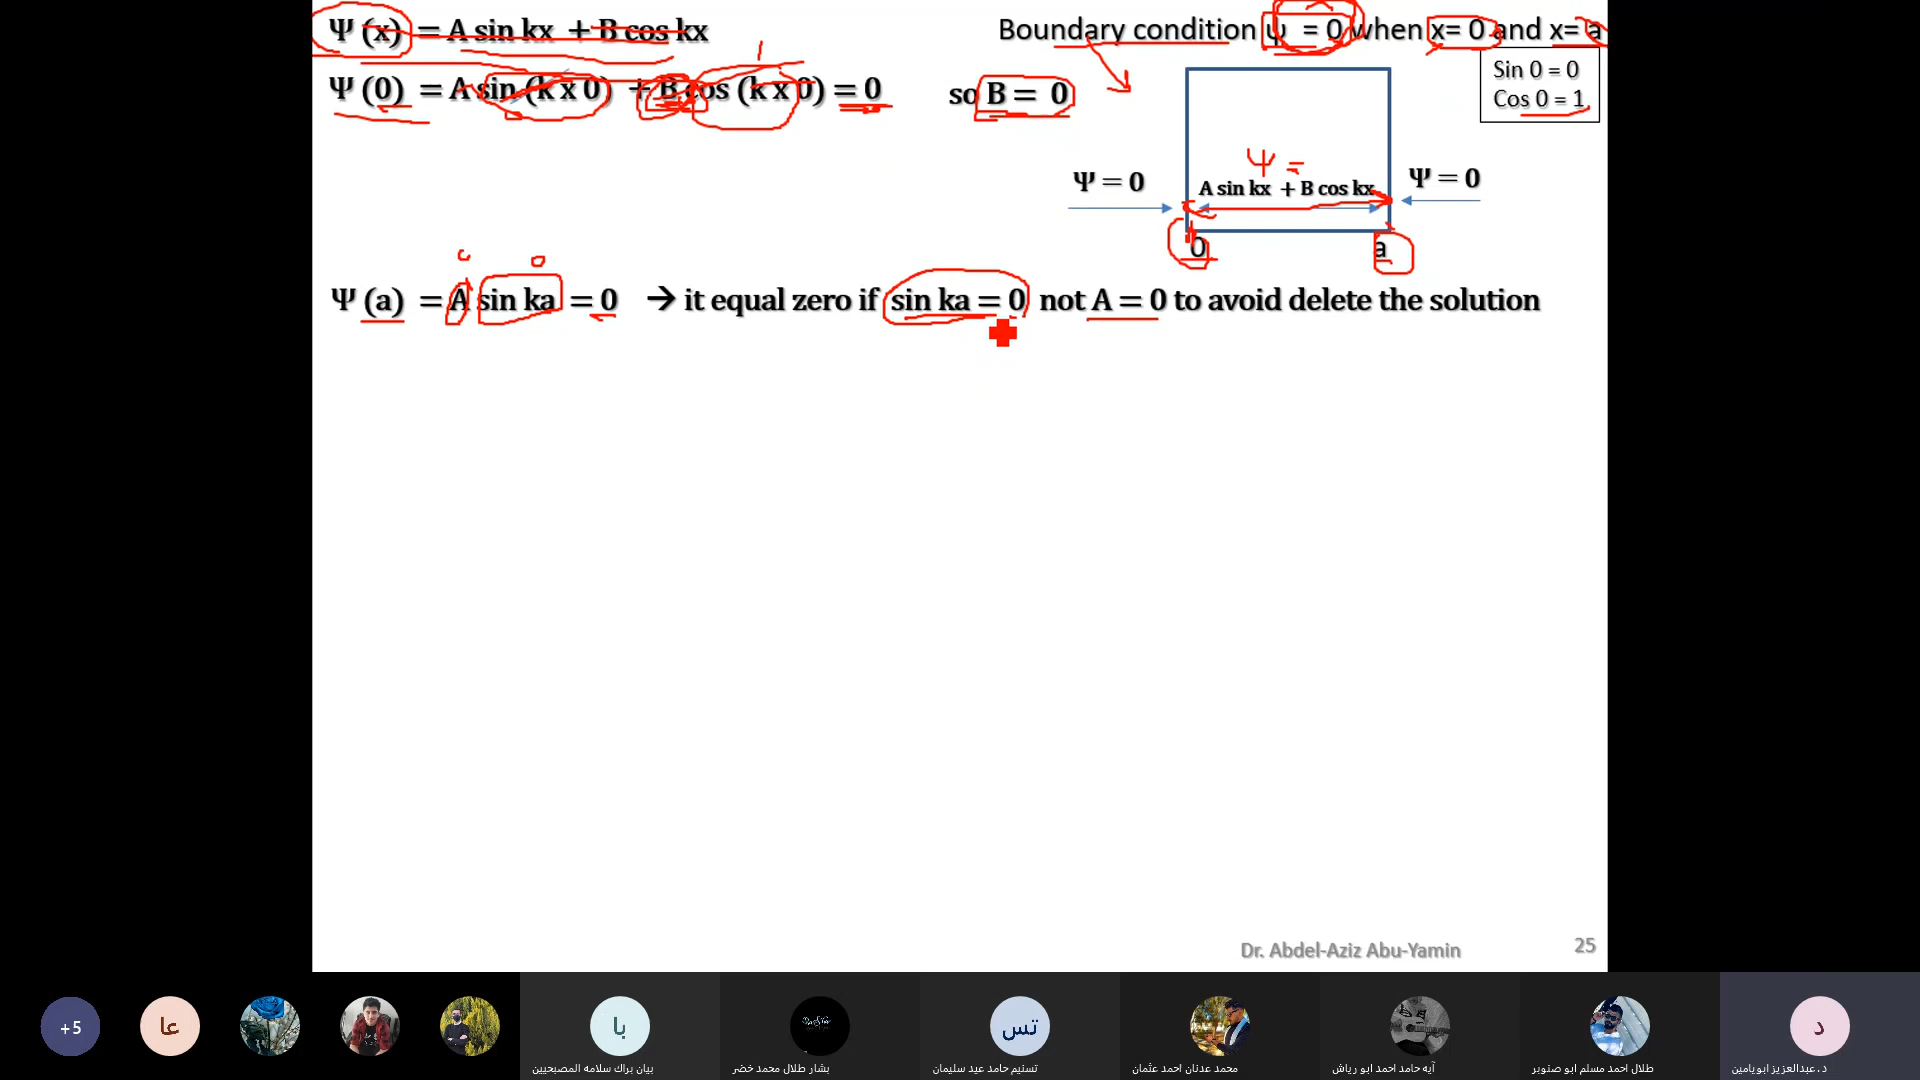 Ψ (x) = A sin kx + B cos kx
Boundary condition ψ = 0 when x= 0 and x= a
Ψ (0) = A sin (k x 0) + B cos (k x 0) = 0 so B = 0
1
Sin 0 = 0
Cos 0 = 1
Ψ =
Ψ = 0
A sin kx + B cos kx
Ψ = 0
0
a
0
0
Ψ (a) = A sin ka = 0 → it equal zero if sin ka = 0 not A = 0 to avoid delete the solution
Dr. Abdel-Aziz Abu-Yamin
25
+5
عا
با
تس
د
بيان براك سلامه المصبحيين
بشار طلال محمد خضر
تسنيم حامد عيد سليمان
محمد عدنان احمد عثمان
آيه حامد احمد ابو رياش
طلال احمد مسلم ابو صنوبر
د.عبدالعزيز ابويامين